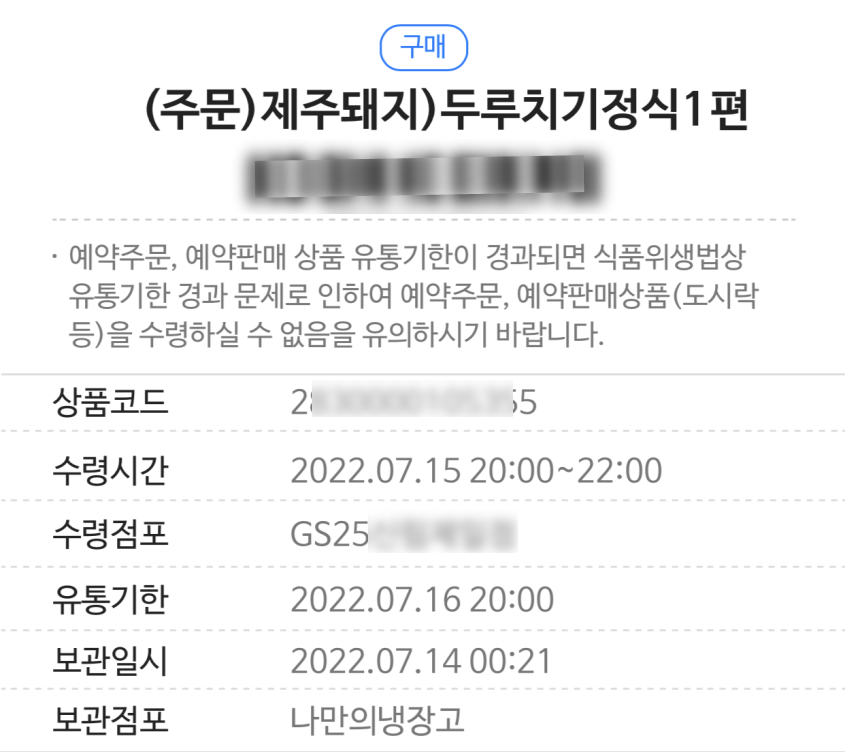 구매
(주문)제주돼지)두루치기정식1편
· 예약주문, 예약판매 상품 유통기한이 경과되면 식품위생법상
유통기한 경과 문제로 인하여 예약주문, 예약판매상품(도시락
등)을 수령하실 수 없음을 유의하시기 바랍니다.
상품코드
수령시간 2022.07.15 20:00~22:00
수령점포 GS25
유통기한 2022.07.16 20:00
보관일시 2022.07.14 00:21
보관점포 나만의냉장고